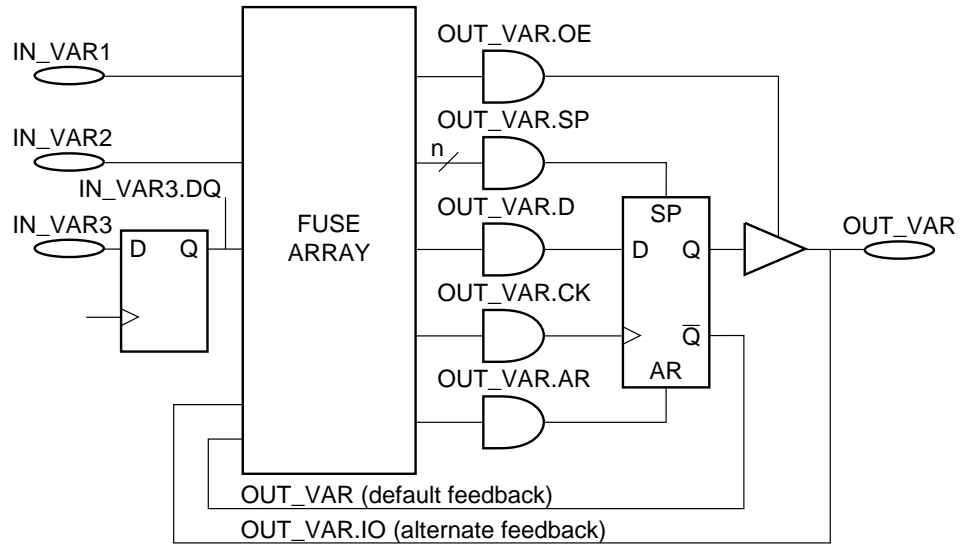 OUT_VAR.OE
IN_VAR1
OUT_VAR.SP
IN_VAR2
n
IN_VAR3.DQ
OUT_VAR.D
IN_VAR3
FUSE
ARRAY
SP
OUT_VAR
D Q
D Q
OUT_VAR.CK
Q̅
OUT_VAR.AR
AR
OUT_VAR (default feedback)
OUT_VAR.IO (alternate feedback)